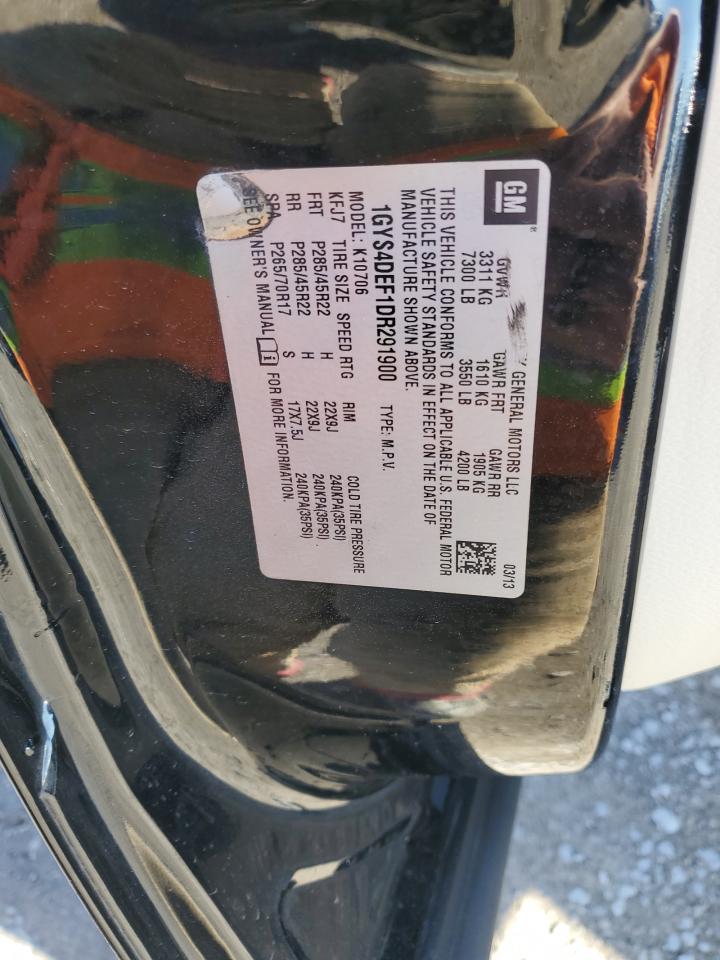 GM
GENERAL MOTORS LLC 03/13
GVWR GAWR FRT GAWR RR
3311 KG 1610 KG 1905 KG
7300 LB 3550 LB 4200 LB
THIS VEHICLE CONFORMS TO ALL APPLICABLE U.S. FEDERAL MOTOR
VEHICLE SAFETY STANDARDS IN EFFECT ON THE DATE OF
MANUFACTURE SHOWN ABOVE.
1GYS4DEF1DR291900 TYPE: M.P.V.
MODEL: K10706
KFJ7 TIRE SIZE SPEED RTG RIM COLD TIRE PRESSURE
FRT P285/45R22 H 22X9J 240KPA(35PSI)
RR P285/45R22 H 22X9J 240KPA(35PSI)
SPA P265/70R17 S 17X7.5J 240KPA(35PSI)
SEE OWNER'S MANUAL i FOR MORE INFORMATION.